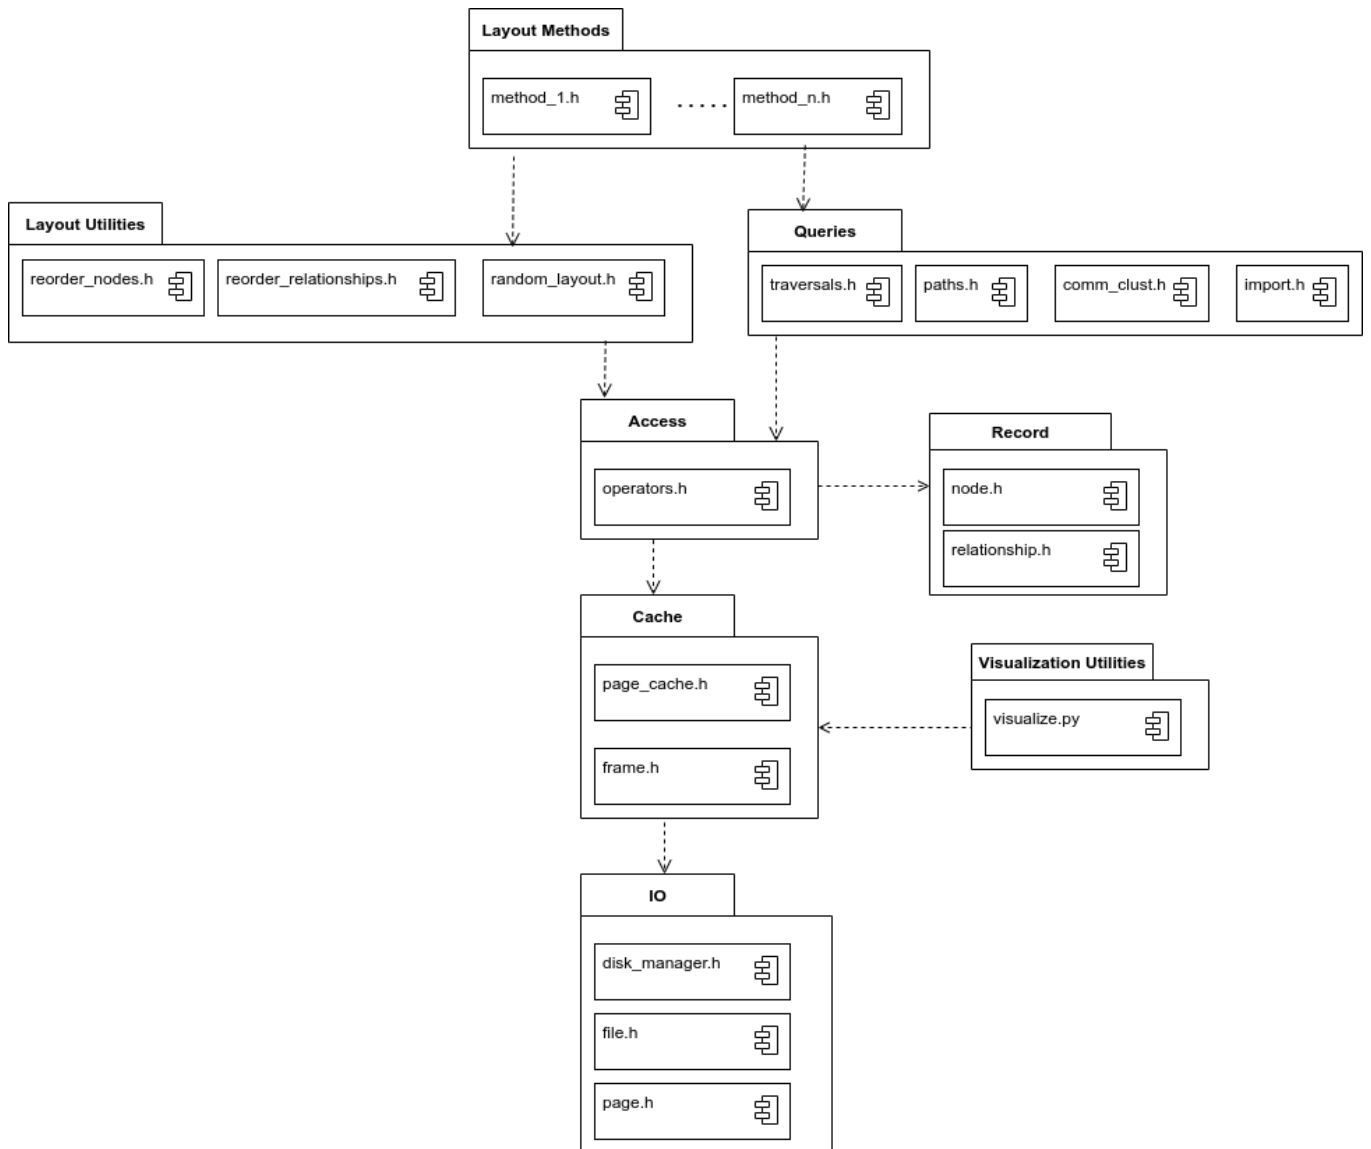 Layout Methods
method_1.h
.....
method_n.h
Layout Utilities
reorder_nodes.h
reorder_relationships.h
random_layout.h
Queries
traversals.h
paths.h
comm_clust.h
import.h
Access
operators.h
Record
node.h
relationship.h
Cache
page_cache.h
frame.h
Visualization Utilities
visualize.py
IO
disk_manager.h
file.h
page.h